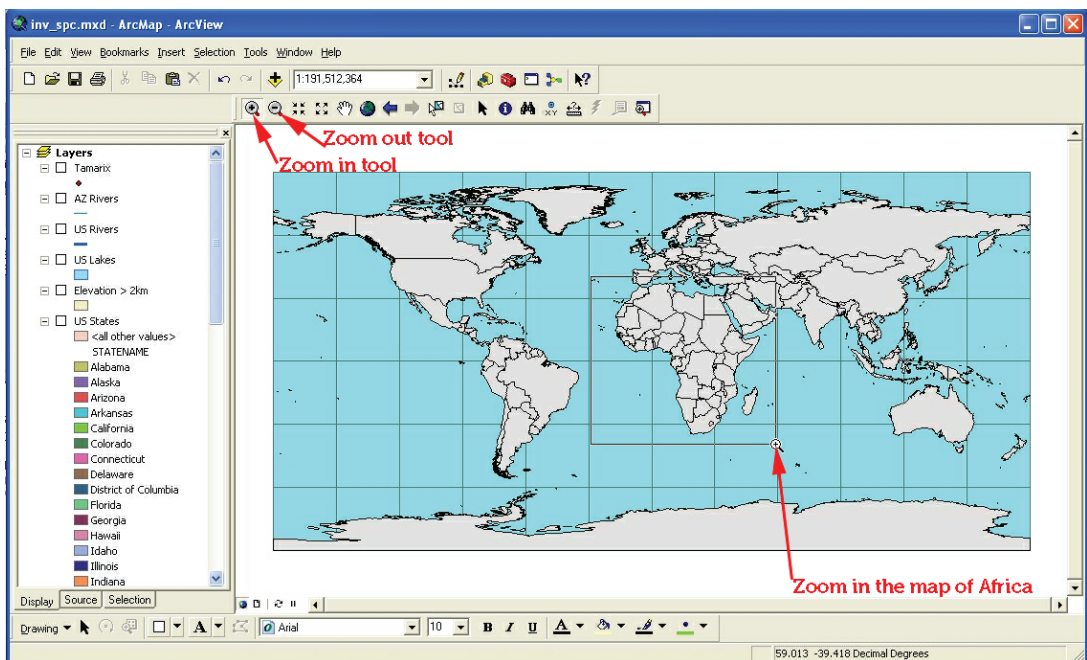 inv_spc.mxd - ArcMap - ArcView
File Edit View Bookmarks Insert Selection Tools Window Help
1:191,512,364
Zoom out tool
Zoom in tool
Layers
Tamarix
AZ Rivers
US Rivers
US Lakes
Elevation > 2km
US States
<all other values>
STATENAME
Alabama
Alaska
Arizona
Arkansas
California
Colorado
Connecticut
Delaware
District of Columbia
Florida
Georgia
Hawaii
Idaho
Illinois
Indiana
Zoom in the map of Africa
Display Source Selection
Drawing Arial 10 B I U A
59.013 -39.418 Decimal Degrees